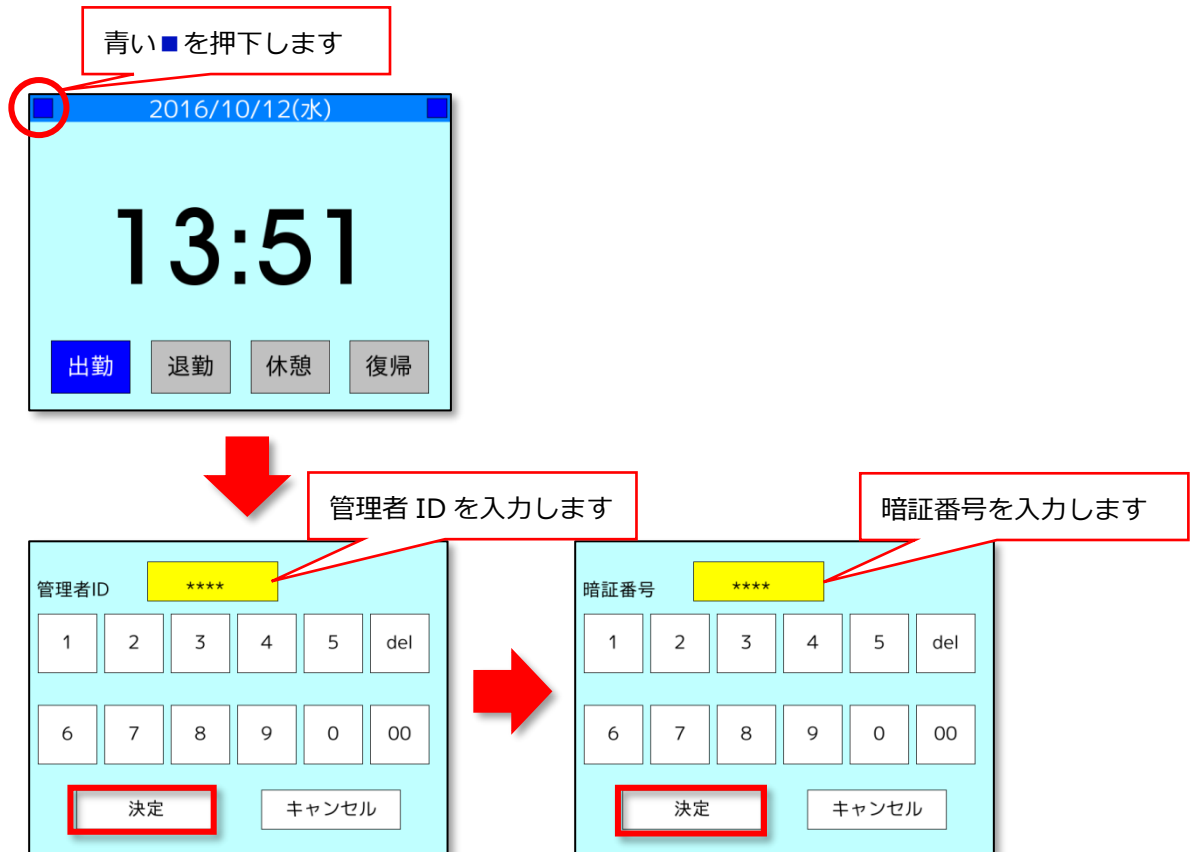 青い■を押下します
2016/10/12(水)
13:51
出勤 退勤 休憩 復帰
管理者 ID を入力します
管理者ID ****
1 2 3 4 5 del
6 7 8 9 0 00
決定 キャンセル
暗証番号を入力します
暗証番号 ****
1 2 3 4 5 del
6 7 8 9 0 00
決定 キャンセル